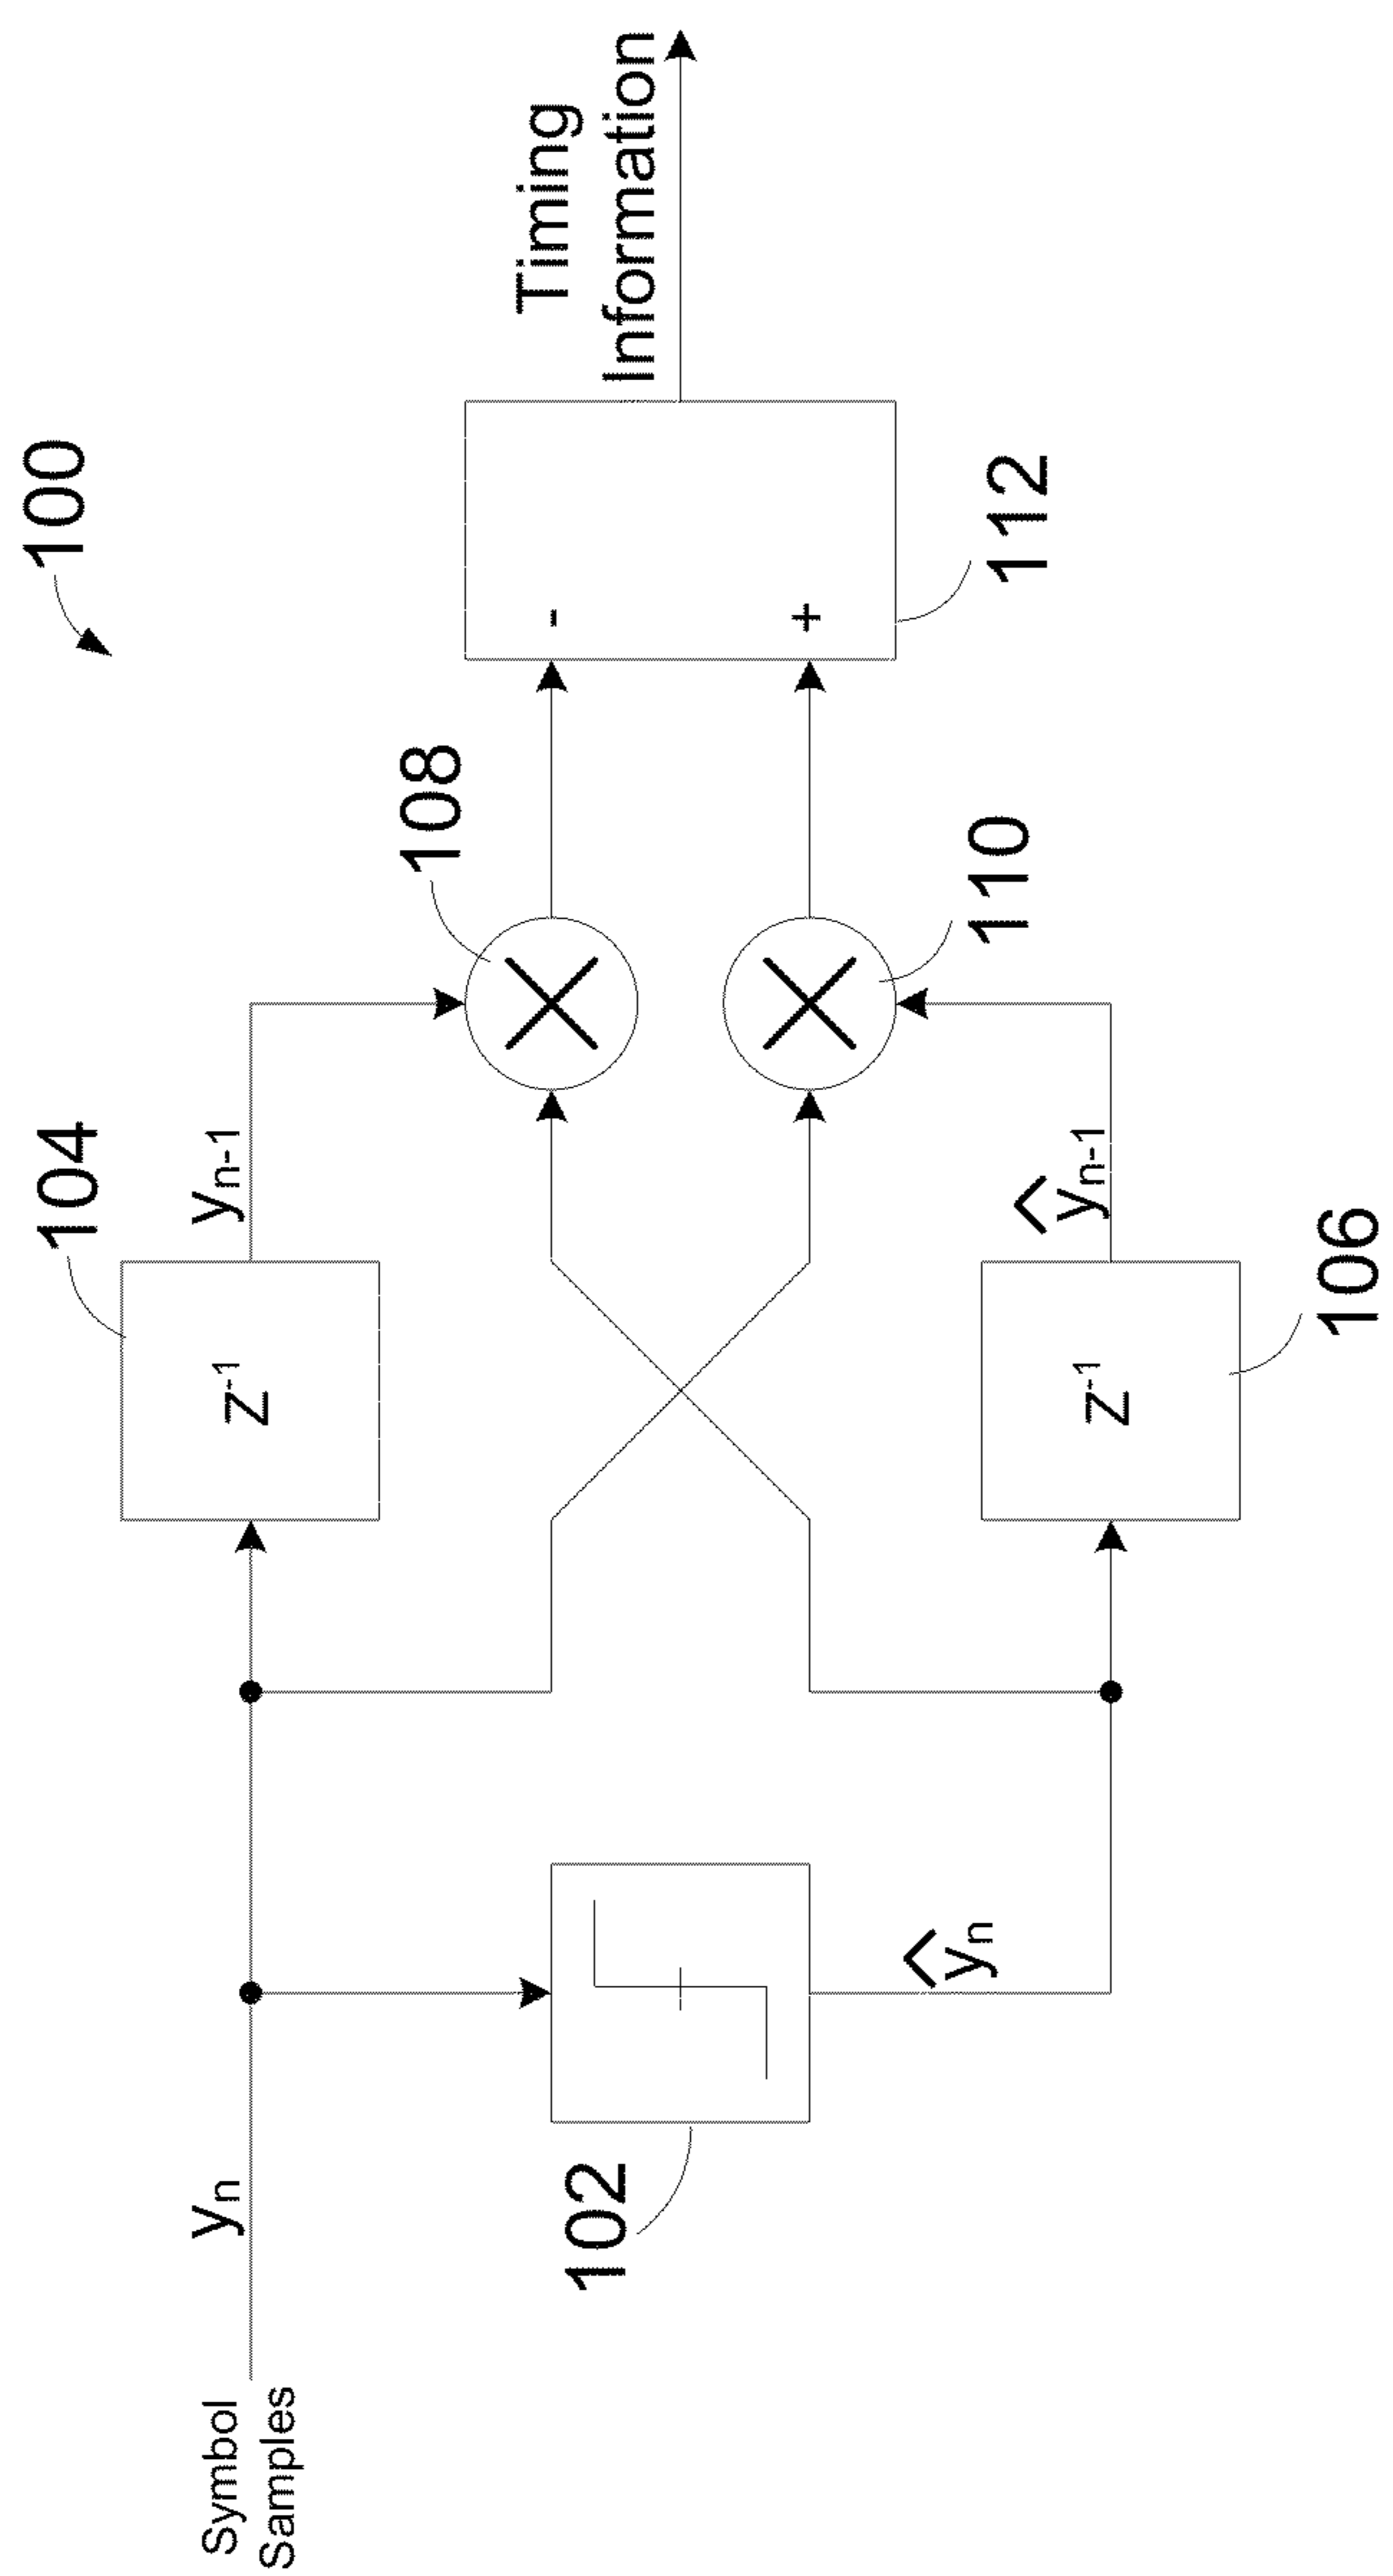 100
Symbol
Samples
yₙ
102
ŷₙ
104
z⁻¹
yₙ₋₁
z⁻¹
106
ŷₙ₋₁
108
110
-
+
112
Timing
Information